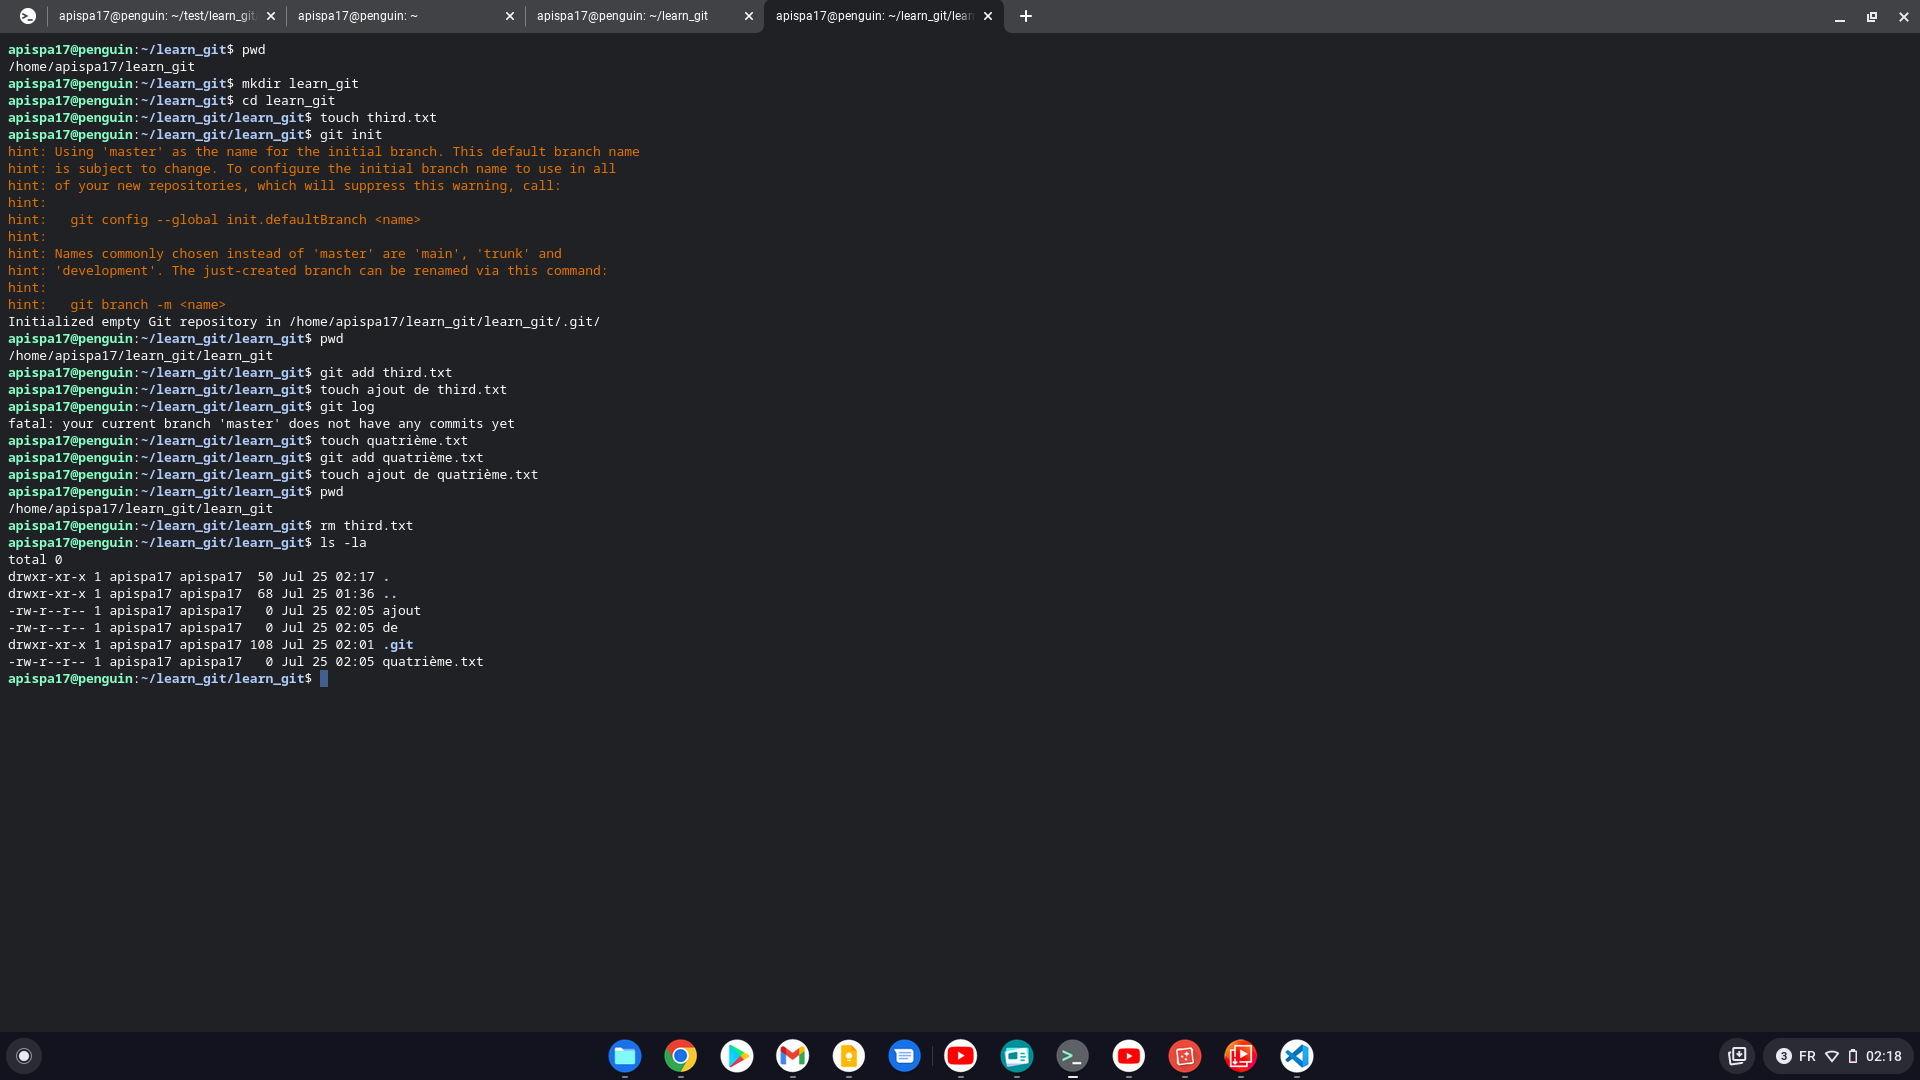 apispa17@penguin: ~/test/learn_git
apispa17@penguin: ~
apispa17@penguin: ~/learn_git
apispa17@penguin: ~/learn_git/lear
apispa17@penguin:~/learn_git$ pwd
/home/apispa17/learn_git
apispa17@penguin:~/learn_git$ mkdir learn_git
apispa17@penguin:~/learn_git$ cd learn_git
apispa17@penguin:~/learn_git/learn_git$ touch third.txt
apispa17@penguin:~/learn_git/learn_git$ git init
hint: Using 'master' as the name for the initial branch. This default branch name
hint: is subject to change. To configure the initial branch name to use in all
hint: of your new repositories, which will suppress this warning, call:
hint:
hint:   git config --global init.defaultBranch <name>
hint:
hint: Names commonly chosen instead of 'master' are 'main', 'trunk' and
hint: 'development'. The just-created branch can be renamed via this command:
hint:
hint:   git branch -m <name>
Initialized empty Git repository in /home/apispa17/learn_git/learn_git/.git/
apispa17@penguin:~/learn_git/learn_git$ pwd
/home/apispa17/learn_git/learn_git
apispa17@penguin:~/learn_git/learn_git$ git add third.txt
apispa17@penguin:~/learn_git/learn_git$ touch ajout de third.txt
apispa17@penguin:~/learn_git/learn_git$ git log
fatal: your current branch 'master' does not have any commits yet
apispa17@penguin:~/learn_git/learn_git$ touch quatrième.txt
apispa17@penguin:~/learn_git/learn_git$ git add quatrième.txt
apispa17@penguin:~/learn_git/learn_git$ touch ajout de quatrième.txt
apispa17@penguin:~/learn_git/learn_git$ pwd
/home/apispa17/learn_git/learn_git
apispa17@penguin:~/learn_git/learn_git$ rm third.txt
apispa17@penguin:~/learn_git/learn_git$ ls -la
total 0
drwxr-xr-x 1 apispa17 apispa17  50 Jul 25 02:17 .
drwxr-xr-x 1 apispa17 apispa17  68 Jul 25 01:36 ..
-rw-r--r-- 1 apispa17 apispa17   0 Jul 25 02:05 ajout
-rw-r--r-- 1 apispa17 apispa17   0 Jul 25 02:05 de
drwxr-xr-x 1 apispa17 apispa17 108 Jul 25 02:01 .git
-rw-r--r-- 1 apispa17 apispa17   0 Jul 25 02:05 quatrième.txt
apispa17@penguin:~/learn_git/learn_git$
3 FR 02:18